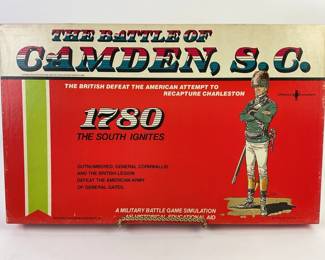 THE BATTLE OF
CAMDEN, S.C.
THE BRITISH DEFEAT THE AMERICAN ATTEMPT TO
RECAPTURE CHARLESTON
1780
THE SOUTH IGNITES
OUTNUMBERED, GENERAL CORNWALLIS
AND THE BRITISH LEGION
DEFEAT THE AMERICAN ARMY
OF GENERAL GATES.
A MILITARY BATTLE GAME SIMULATION
AN HISTORICAL EDUCATIONAL AID